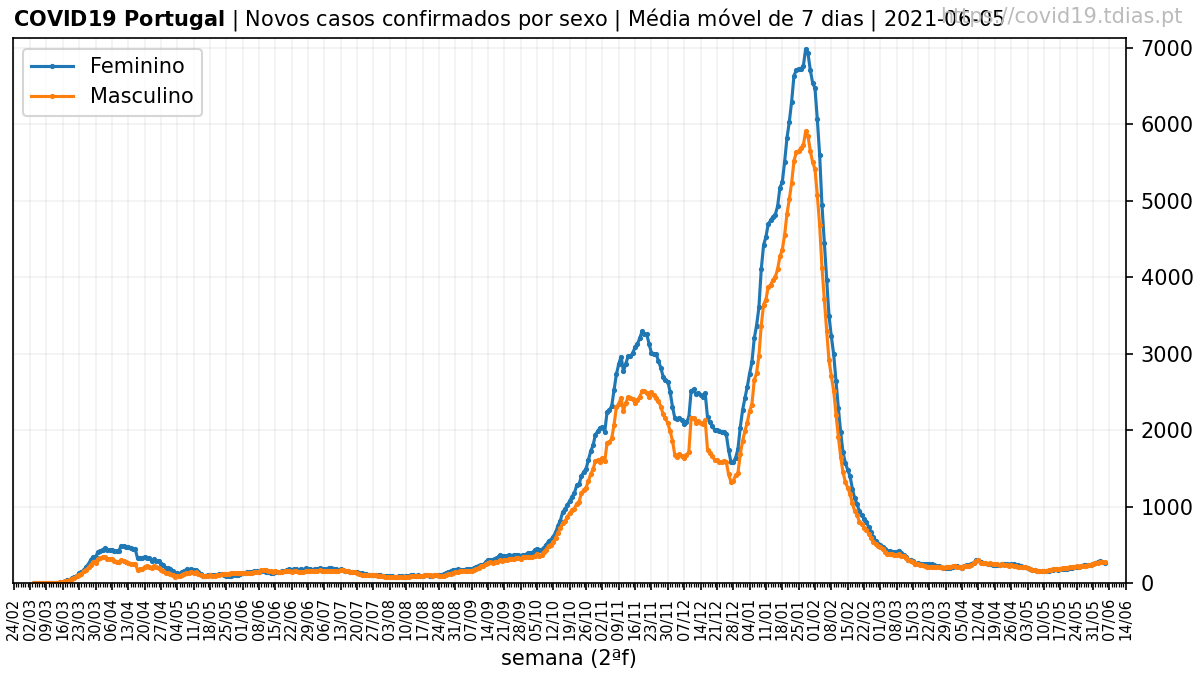 COVID19 Portugal | Novos casos confirmados por sexo | Média móvel de 7 dias | 2021-06-05
https://covid19.tdias.pt
Feminino
Masculino
7000
6000
5000
4000
3000
2000
1000
0
24/02 02/03 09/03 16/03 23/03 30/03 06/04 13/04 20/04 27/04 04/05 11/05 18/05 25/05 01/06 08/06 15/06 22/06 29/06 06/07 13/07 20/07 27/07 03/08 10/08 17/08 24/08 31/08 07/09 14/09 21/09 28/09 05/10 12/10 19/10 26/10 02/11 09/11 16/11 23/11 30/11 07/12 14/12 21/12 28/12 04/01 11/01 18/01 25/01 01/02 08/02 15/02 22/02 01/03 08/03 15/03 22/03 29/03 05/04 12/04 19/04 26/04 03/05 10/05 17/05 24/05 31/05 07/06 14/06
semana (2ªf)